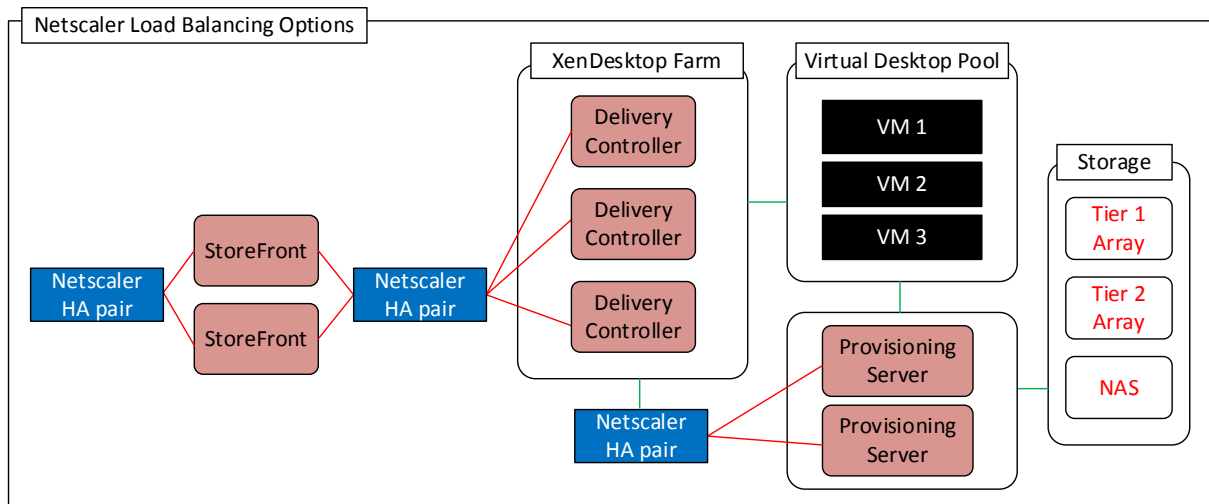 Netscaler Load Balancing Options
XenDesktop Farm
Virtual Desktop Pool
Storage
Netscaler
HA pair
StoreFront
StoreFront
Netscaler
HA pair
Delivery
Controller
Delivery
Controller
Delivery
Controller
VM 1
VM 2
VM 3
Netscaler
HA pair
Provisioning
Server
Provisioning
Server
Tier 1
Array
Tier 2
Array
NAS